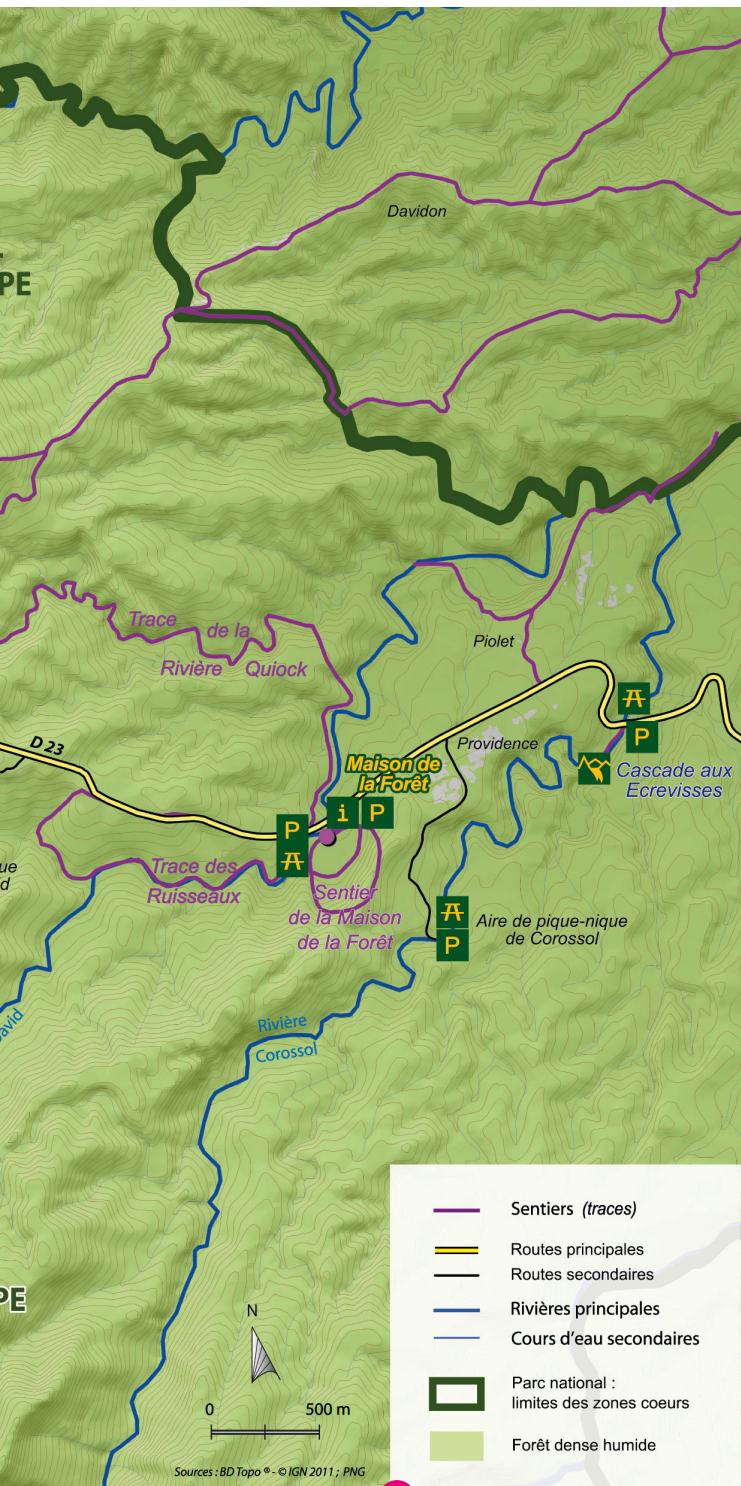 PE
Davidon
Trace de la
Rivière Quiock
Piolet
D 23
Providence
Maison de
la Forêt
P
i P
P
Cascade aux
Ecrevisses
Trace des
Ruisseaux
Sentier
de la Maison
de la Forêt
Aire de pique-nique
de Corossol
P
ue
d
avid
Rivière
Corossol
PE
N
0 500 m
Sources : BD Topo ® - © IGN 2011 ; PNG
Sentiers (traces)
Routes principales
Routes secondaires
Rivières principales
Cours d'eau secondaires
Parc national :
limites des zones coeurs
Forêt dense humide